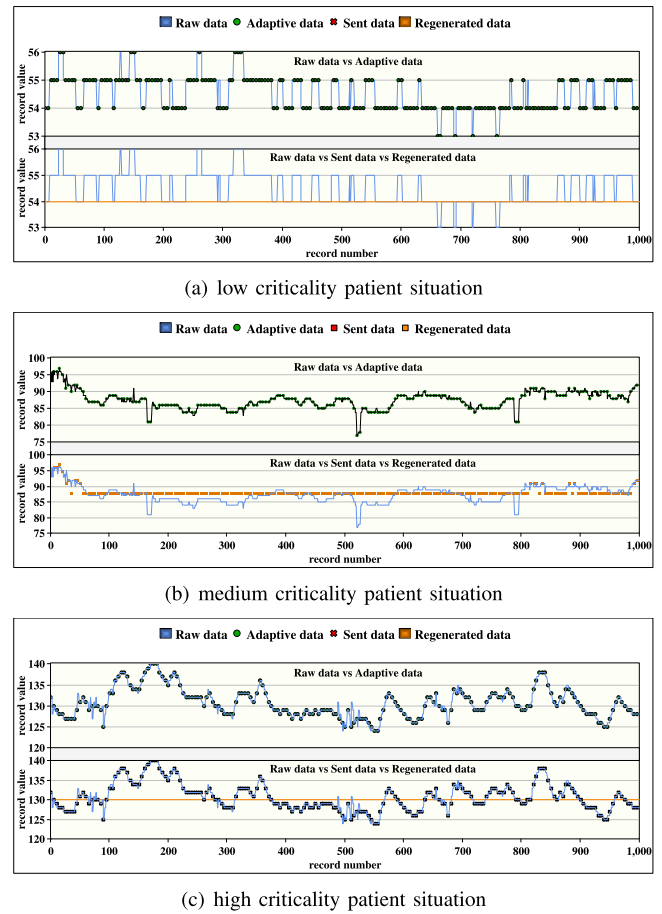 Raw data Adaptive data Sent data Regenerated data
56
Raw data vs Adaptive data
55
54
53
record value
56
Raw data vs Sent data vs Regenerated data
55
54
53
record value
0 100 200 300 400 500 600 700 800 900 1,000
record number
(a) low criticality patient situation
Raw data Adaptive data Sent data Regenerated data
100
Raw data vs Adaptive data
95
90
85
80
75
record value
100
Raw data vs Sent data vs Regenerated data
95
90
85
80
75
record value
0 100 200 300 400 500 600 700 800 900 1,000
record number
(b) medium criticality patient situation
Raw data Adaptive data Sent data Regenerated data
140
Raw data vs Adaptive data
135
130
125
120
record value
140
Raw data vs Sent data vs Regenerated data
135
130
125
120
record value
0 100 200 300 400 500 600 700 800 900 1,000
record number
(c) high criticality patient situation